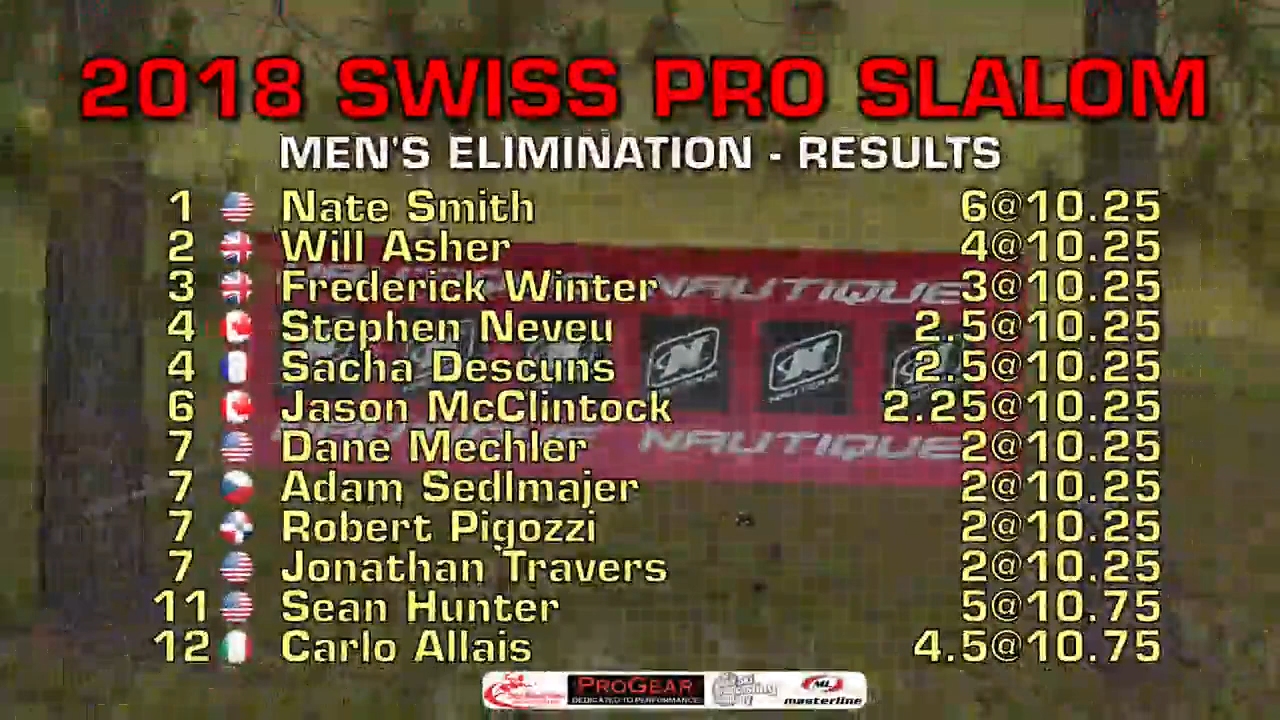 2018 SWISS PRO SLALOM
MEN'S ELIMINATION - RESULTS
1 Nate Smith 6@10.25
2 Will Asher 4@10.25
3 Frederick Winter 3@10.25
4 Stephen Neveu 2.5@10.25
4 Sacha Descuns 2.5@10.25
6 Jason McClintock 2.25@10.25
7 Dane Mechler 2@10.25
7 Adam Sedlmajer 2@10.25
7 Robert Pigozzi 2@10.25
7 Jonathan Travers 2@10.25
11 Sean Hunter 5@10.75
12 Carlo Allais 4.5@10.75
NAUTIQUE
NAUTIQUE
NAUTIQUE
NAUTIQUE
PROGEAR
DEDICATED TO PERFORMANCE
masterline